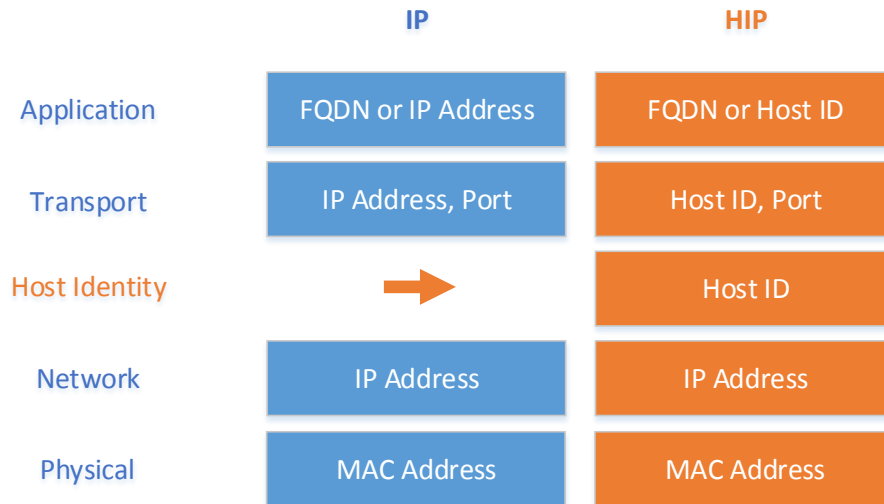 IP HIP
Application FQDN or IP Address FQDN or Host ID
Transport IP Address, Port Host ID, Port
Host Identity Host ID
Network IP Address IP Address
Physical MAC Address MAC Address